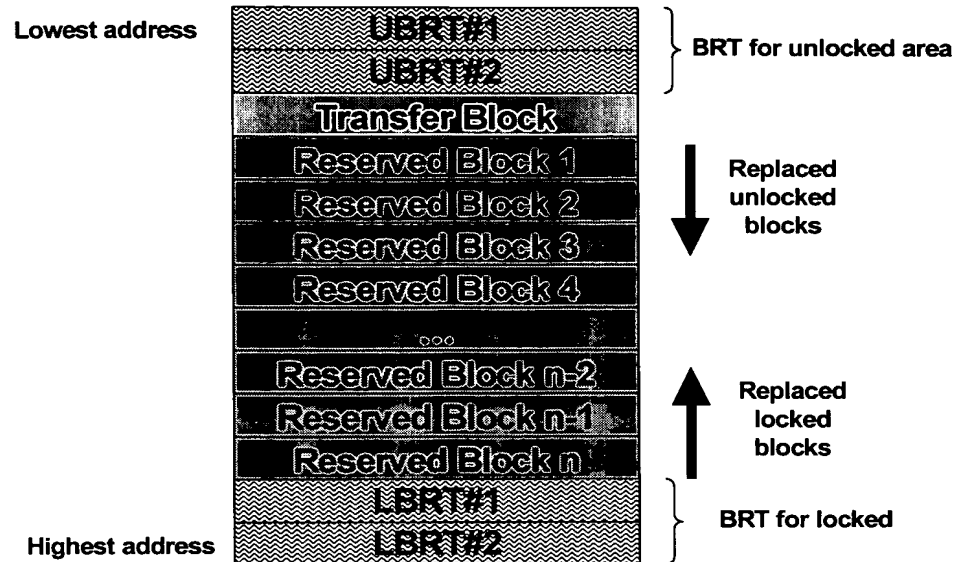 Lowest address
UBRT#1
UBRT#2
BRT for unlocked area
Transfer Block
Reserved Block 1
Reserved Block 2
Reserved Block 3
Reserved Block 4
Replaced
unlocked
blocks
...
Reserved Block n-2
Reserved Block n-1
Reserved Block n
Replaced
locked
blocks
LBRT#1
LBRT#2
BRT for locked
Highest address